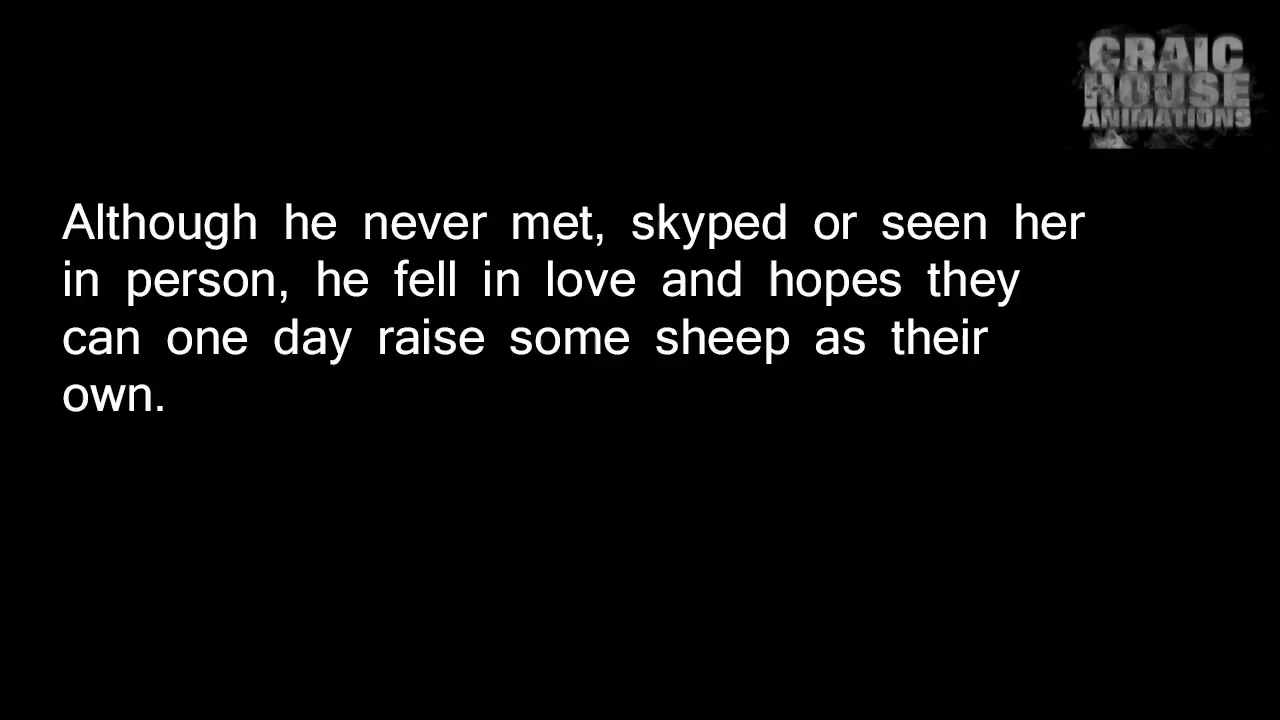 CRAIC
HOUSE
ANIMATIONS
Although he never met, skyped or seen her
in person, he fell in love and hopes they
can one day raise some sheep as their
own.